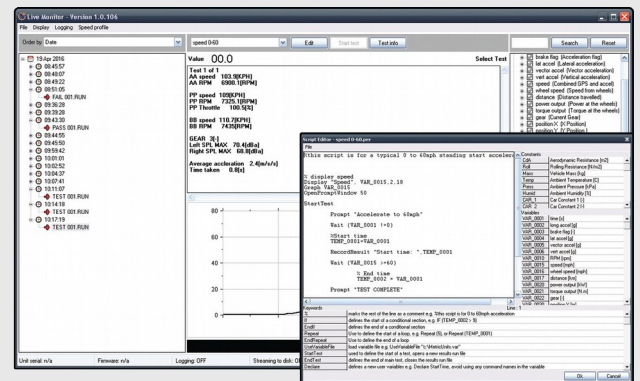 Live Monitor - Version 1.0.106
File Display Logging Speed profile
Order by Date
speed 0-60
Edit
Start test
Test info
Search
Reset
19 Apr 2016
08:45:57
08:48:07
08:49:22
08:51:05
FAIL 001.RUN
09:36:28
09:39:28
09:43:30
PASS 001.RUN
09:44:55
09:45:50
09:59:42
10:01:01
10:02:52
10:04:37
10:07:41
10:11:07
TEST 001.RUN
10:14:18
TEST 001.RUN
10:17:19
TEST 001.RUN
Value 00.0
Select Test
Test 1 of 1
AA speed 103.9[KPH]
AA RPM 6900.1[RPM]
PP speed 109[KPH]
PP RPM 7325.1[RPM]
PP Throttle 100.5[%]
BB speed 110.7[KPH]
BB RPM 7435[RPM]
GEAR 3[-]
Left SPL MAX 70.4[dBa]
Right SPL MAX 68.8[dBa]
Average acceleration 2.4[m/s/s]
Time taken 0.8[s]
80
60
40
20
0
brake flag (Acceleration flag)
lat accel (Lateral acceleration)
vector accel (Vector acceleration)
vert accel (Vertical acceleration)
speed (Combined GPS and accel)
wheel speed (Speed from wheels)
distance (Distance travelled)
power output (Power at the wheels)
torque output (Torque at the wheels)
gear (Current Gear)
position X (X Position)
position Y (Y Position)
Unit serial: n/a
Firmware: n/a
Logging: OFF
Streaming to disk:
Script Editor - speed 0-60.per
File
%this script is for a typical 0 to 60mph standing start acceler
% display speed
Display "Speed", VAR_0015,2,18
Graph VAR_0015
OpenPromptWindow 50
StartTest
Prompt "Accelerate to 60mph"
Wait (VAR_0011 !=0)
%Start time
TEMP_0001=VAR_0001
RecordResult "Start time: ",TEMP_0001
Wait (VAR_0015 >=60)
% End time
TEMP_0002 = VAR_0001
Prompt "TEST COMPLETE"
Constants
CdA Aerodynamic Resistance [m2]
Roll Rolling Resistance [N/m2]
Mass Vehicle Mass [kg]
Temp Ambient Temperature [C]
Press Ambient Pressure [kPa]
Humid Ambient Humidity [%]
CAR_1 Car Constant 1 [-]
CAR_2 Car Constant 2 [-]
Variables
VAR_0001 time [s]
VAR_0002 long accel [g]
VAR_0003 brake flag [-]
VAR_0004 lat accel [g]
VAR_0005 vector accel [g]
VAR_0006 vert accel [g]
VAR_0010 RPM [rpm]
VAR_0015 speed [mph]
VAR_0016 wheel speed [mph]
VAR_0017 distance [km]
VAR_0020 power output [kW]
VAR_0021 torque output [N.m]
VAR_0022 gear [-]
Line : 1
Keywords
% marks the rest of the line as a comment e.g. %this script is for 0 to 60mph acceleration
If defines the start of a conditional section, e.g. IF (TEMP_0002 > 9)
EndIf defines the end of a conditional section
Repeat Use to define the start of a loop, e.g. Repeat (5), or Repeat (TEMP_0001)
EndRepeat Use to define the end of a loop
UseVariableFile load variable file e.g. UseVariableFile "c:\MetricUnits.var"
StartTest used to define the start of a test, opens a new results run file
EndTest defines the end of main test, closes the results run file
Declare defines a new user variables e.g. Declare StartTime, avoid using any command names in the variable
Ok
Cancel